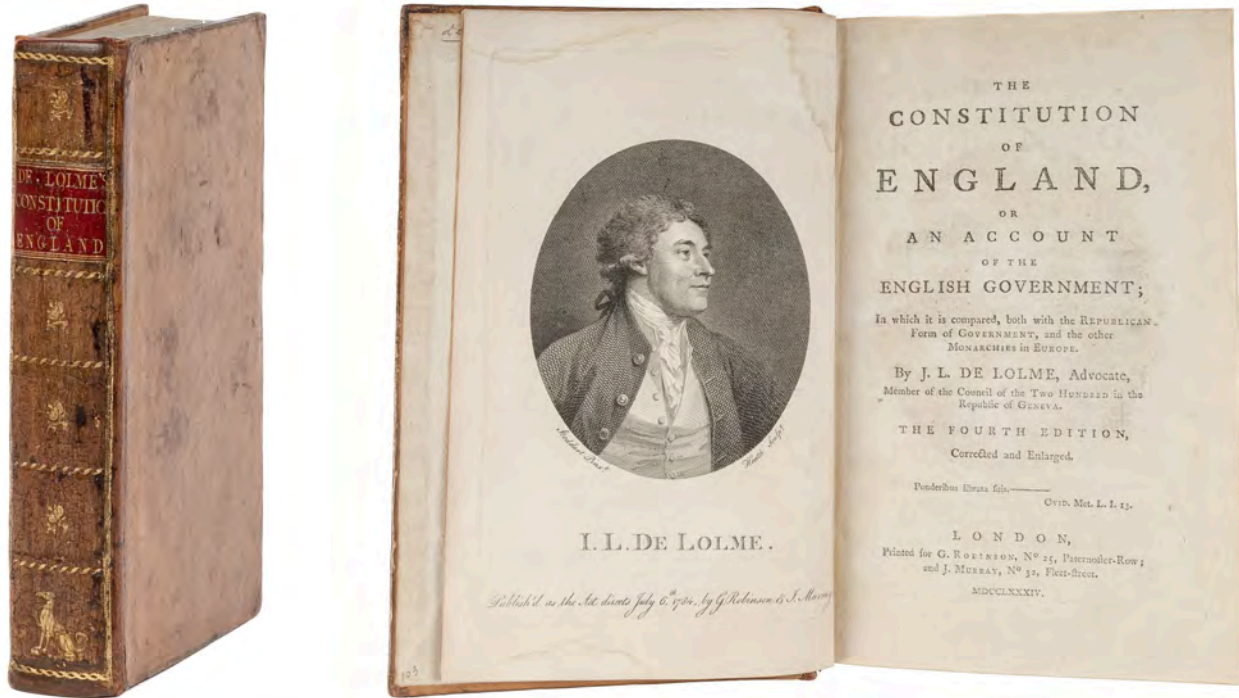 DE·LOLME'S
CONSTITUTIO
OF
ENGLAND
I. L. DE LOLME.
Publish'd as the Act directs July 6.th 1784, by G Robinson & J. Murray
103
THE
CONSTITUTION
OF
ENGLAND,
OR
AN ACCOUNT
OF THE
ENGLISH GOVERNMENT;
In which it is compared, both with the REPUBLICAN
Form of GOVERNMENT, and the other
MONARCHIES in EUROPE.
By J. L. DE LOLME, Advocate,
Member of the Council of the TWO HUNDRED in the
Republic of GENEVA.
THE FOURTH EDITION,
Corrected and Enlarged.
Ponderibus librata suis.———
OVID. Met. L. I. 13.
LONDON,
Printed for G. ROBINSON, Nº 25, Paternoster-Row;
and J. MURRAY, Nº 32, Fleet-street.
MDCCLXXXIV.